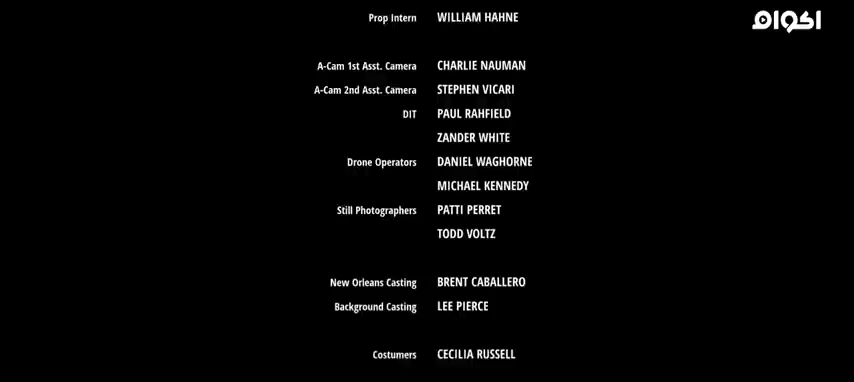 اكوام
Prop Intern WILLIAM HAHNE
A-Cam 1st Asst. Camera CHARLIE NAUMAN
A-Cam 2nd Asst. Camera STEPHEN VICARI
DIT PAUL RAHFIELD
ZANDER WHITE
Drone Operators DANIEL WAGHORNE
MICHAEL KENNEDY
Still Photographers PATTI PERRET
TODD VOLTZ
New Orleans Casting BRENT CABALLERO
Background Casting LEE PIERCE
Costumers CECILIA RUSSELL